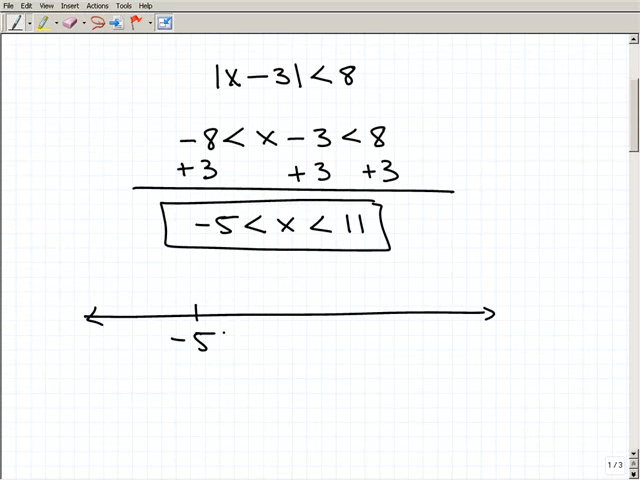 File Edit View Insert Actions Tools Help
|x - 3| < 8
-8 < x - 3 < 8
+3 +3 +3
-5 < x < 11
-5
1 / 3